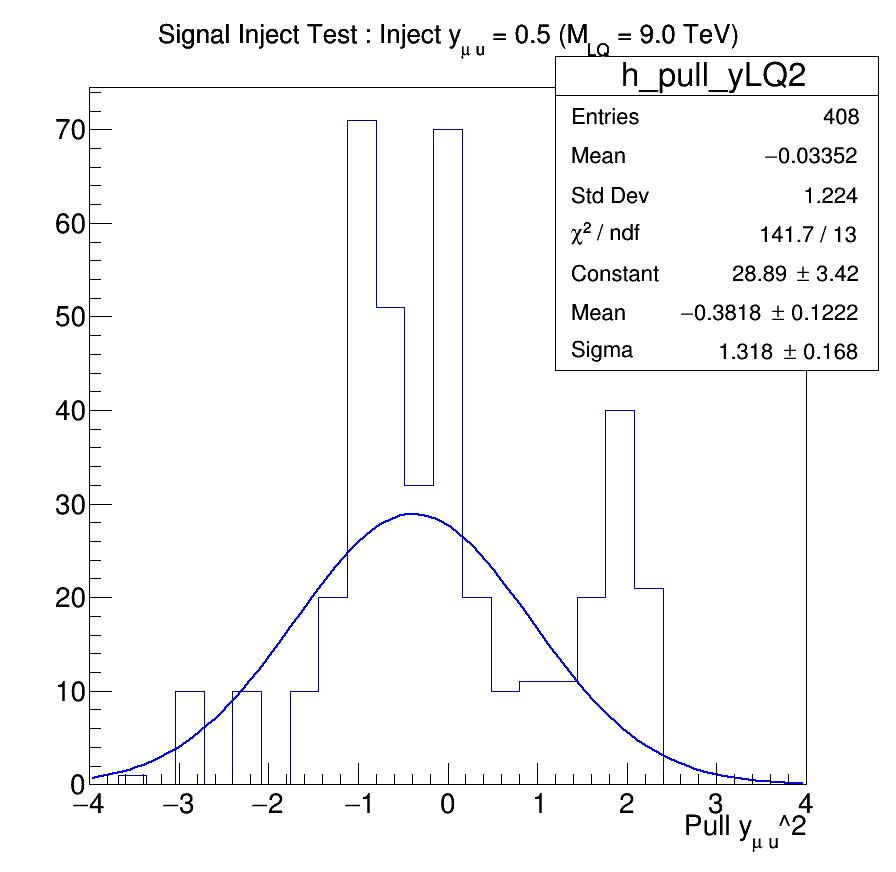 Signal Inject Test : Inject y_μu = 0.5 (M_LQ = 9.0 TeV)
h_pull_yLQ2
Entries 408
Mean −0.03352
Std Dev 1.224
χ² / ndf 141.7 / 13
Constant 28.89 ± 3.42
Mean −0.3818 ± 0.1222
Sigma 1.318 ± 0.168
70
60
50
40
30
20
10
0
−4 −3 −2 −1 0 1 2 3 4
Pull y_μu^2